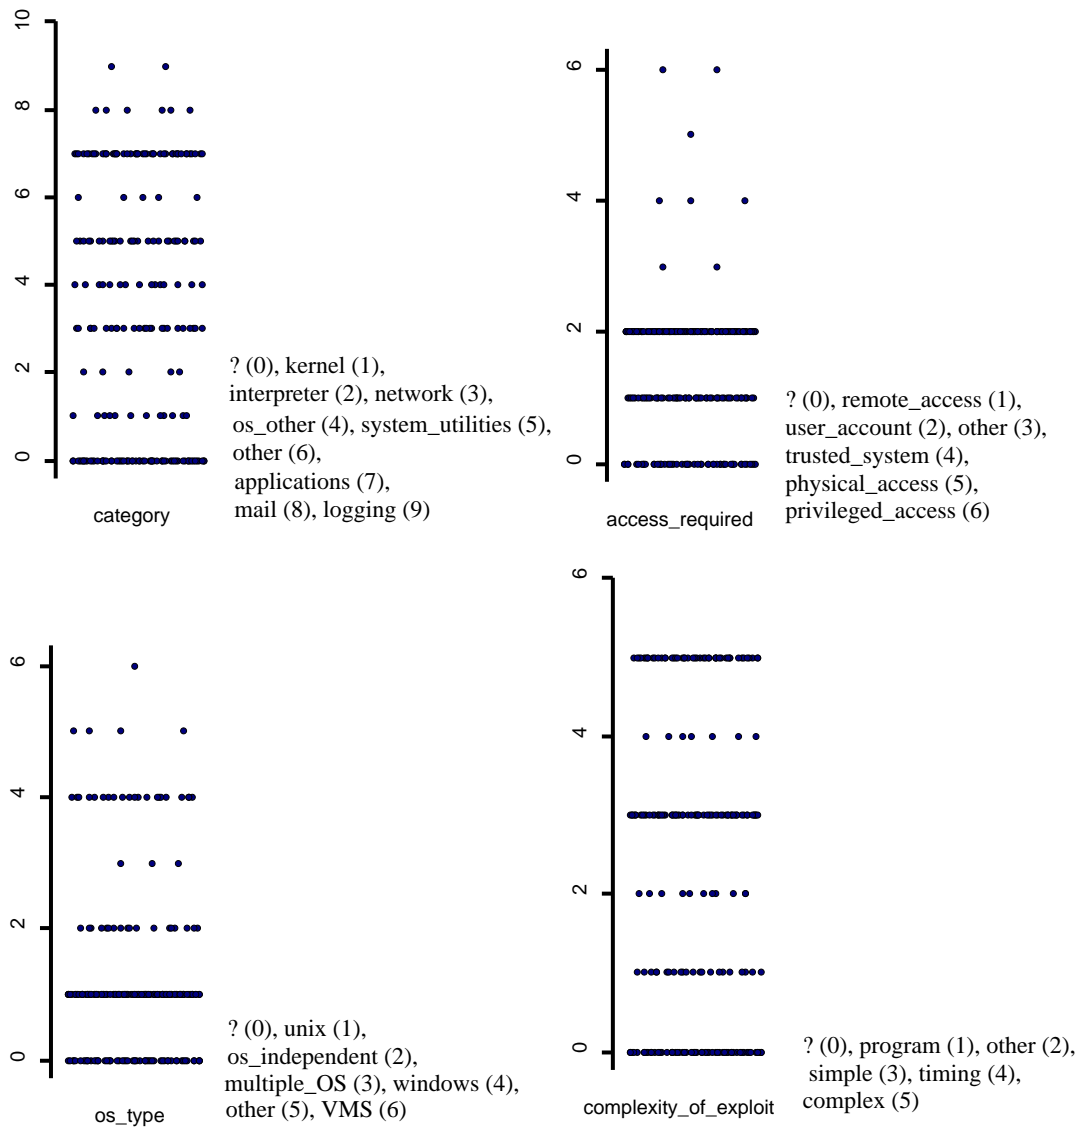 10
8
6
4
2
0
? (0), kernel (1),
interpreter (2), network (3),
os_other (4), system_utilities (5),
other (6),
applications (7),
mail (8), logging (9)
category
6
4
2
0
? (0), remote_access (1),
user_account (2), other (3),
trusted_system (4),
physical_access (5),
privileged_access (6)
access_required
6
4
2
0
? (0), unix (1),
os_independent (2),
multiple_OS (3), windows (4),
other (5), VMS (6)
os_type
6
4
2
0
? (0), program (1), other (2),
simple (3), timing (4),
complex (5)
complexity_of_exploit